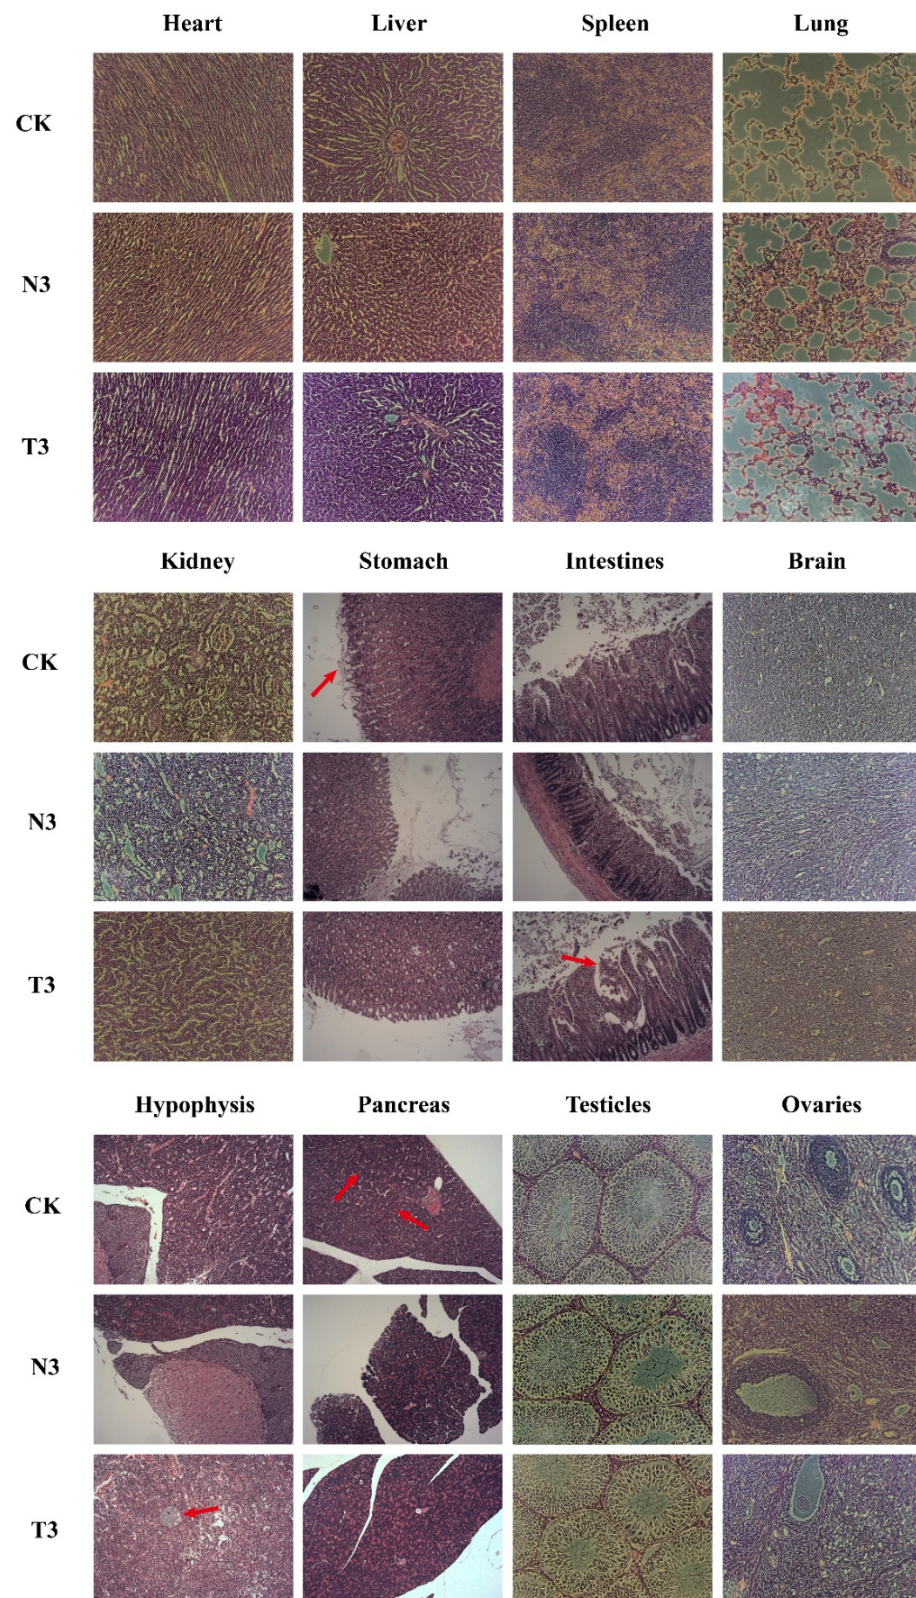 Heart Liver Spleen Lung
CK
N3
T3
Kidney Stomach Intestines Brain
CK
N3
T3
Hypophysis Pancreas Testicles Ovaries
CK
N3
T3